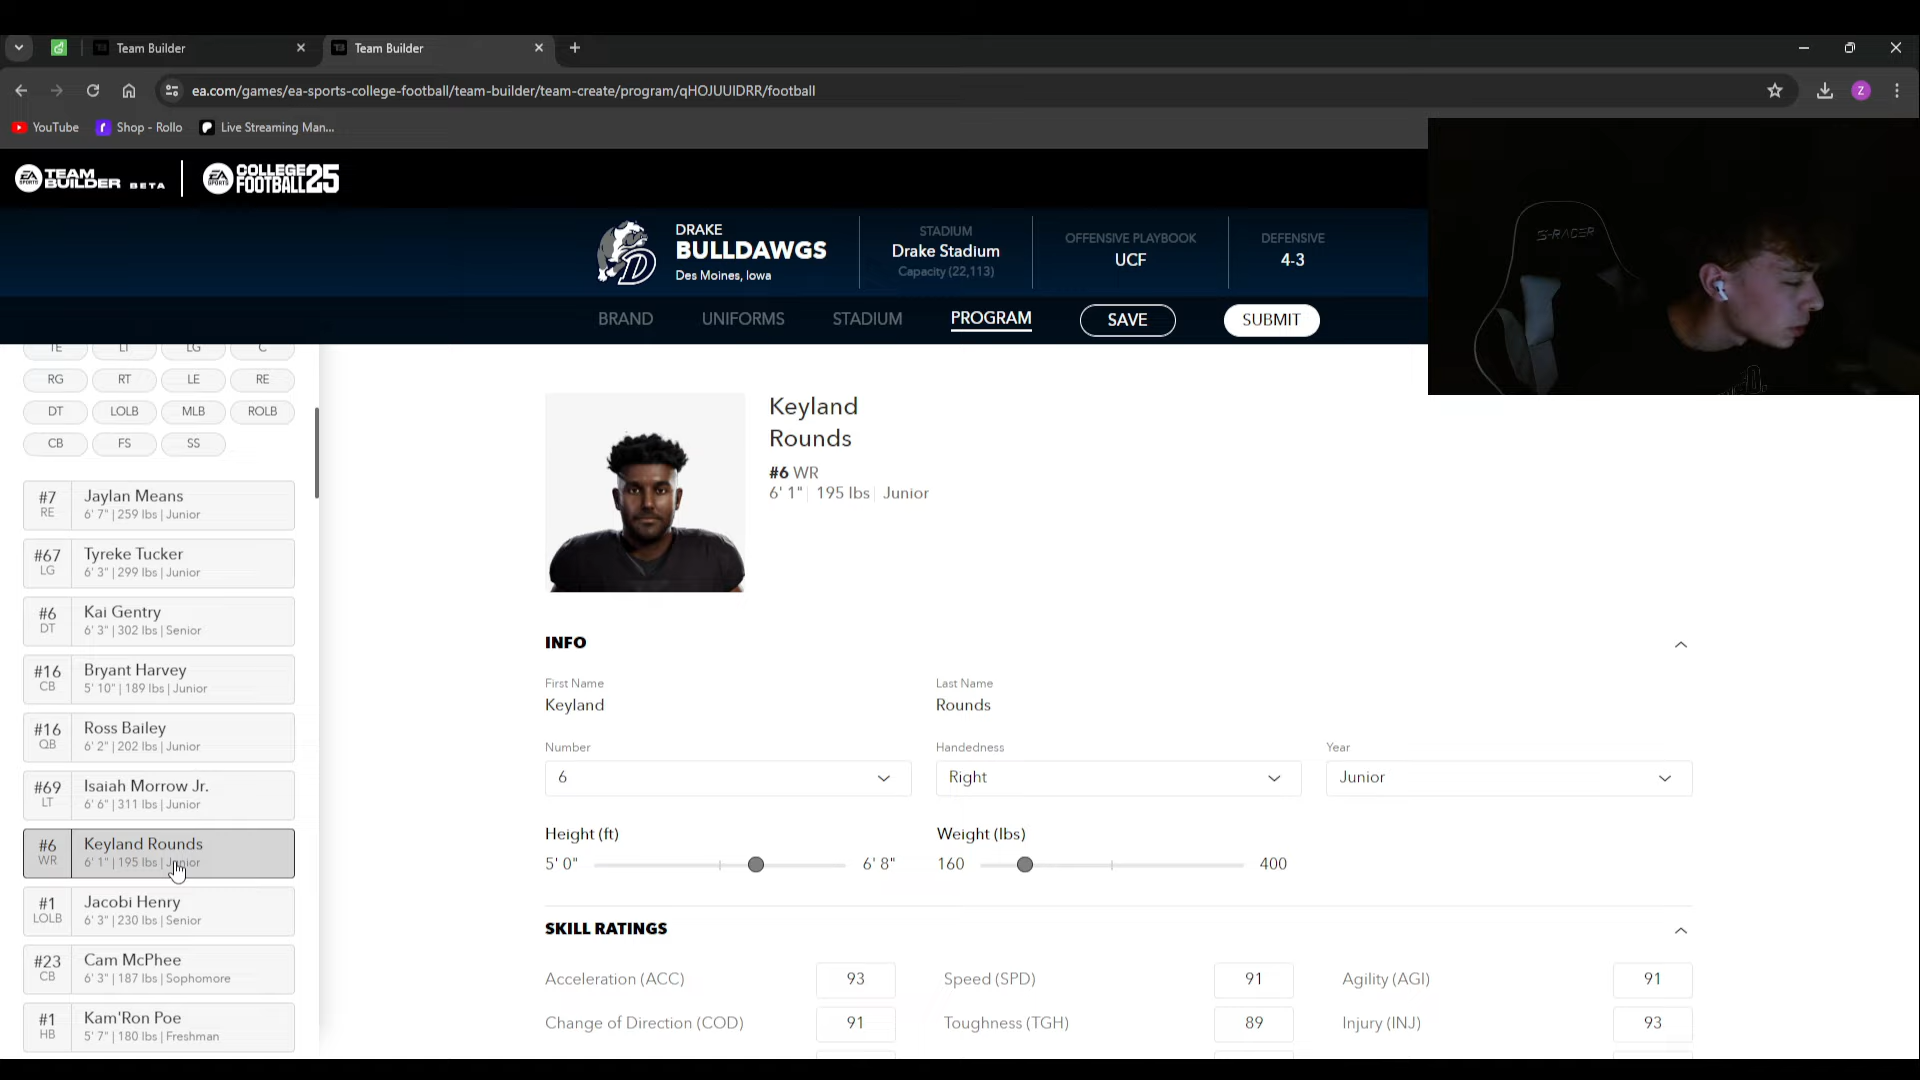 Team Builder
Team Builder
ea.com/games/ea-sports-college-football/team-builder/team-create/program/qHOJUUIDRR/football
Z
YouTube
Shop - Rollo
Live Streaming Man...
EA SPORTS TEAM BUILDER BETA
EA SPORTS COLLEGE FOOTBALL 25
DRAKE
BULLDAWGS
Des Moines, Iowa
STADIUM
Drake Stadium
Capacity (22,113)
OFFENSIVE PLAYBOOK
UCF
DEFENSIVE
4-3
BRAND
UNIFORMS
STADIUM
PROGRAM
SAVE
SUBMIT
S-RACER
TE LT LG C
RG RT LE RE
DT LOLB MLB ROLB
CB FS SS
#7 Jaylan Means
RE 6' 7" | 259 lbs | Junior
#67 Tyreke Tucker
LG 6' 3" | 299 lbs | Junior
#6 Kai Gentry
DT 6' 3" | 302 lbs | Senior
#16 Bryant Harvey
CB 5' 10" | 189 lbs | Junior
#16 Ross Bailey
QB 6' 2" | 202 lbs | Junior
#69 Isaiah Morrow Jr.
LT 6' 6" | 311 lbs | Junior
#6 Keyland Rounds
WR 6' 1" | 195 lbs | Junior
#1 Jacobi Henry
LOLB 6' 3" | 230 lbs | Senior
#23 Cam McPhee
CB 6' 3" | 187 lbs | Sophomore
#1 Kam'Ron Poe
HB 5' 7" | 180 lbs | Freshman
Keyland
Rounds
#6 WR
6' 1" | 195 lbs | Junior
INFO
First Name
Keyland
Last Name
Rounds
Number
6
Handedness
Right
Year
Junior
Height (ft)
5' 0" 6' 8"
Weight (lbs)
160 400
SKILL RATINGS
Acceleration (ACC) 93 Speed (SPD) 91 Agility (AGI) 91
Change of Direction (COD) 91 Toughness (TGH) 89 Injury (INJ) 93